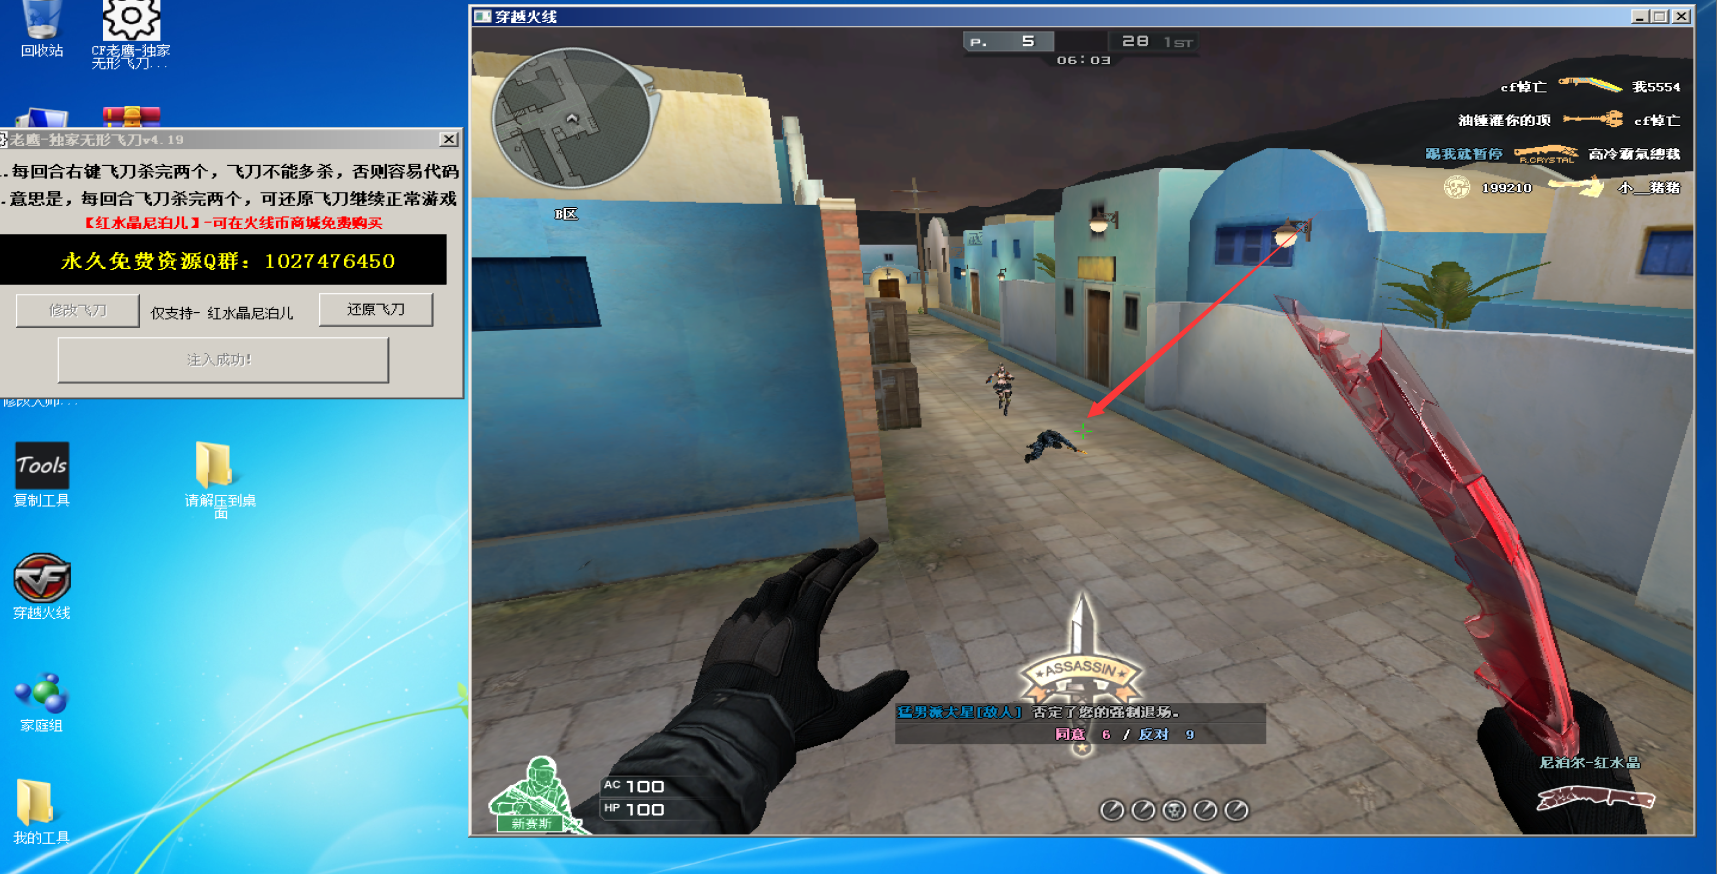 回收站
CF老鹰-独家
无形飞刀...
老鹰-独家无形飞刀v4.19
.每回合右键飞刀杀完两个，飞刀不能多杀，否则容易代码
.意思是，每回合飞刀杀完两个，可还原飞刀继续正常游戏
【红水晶尼泊儿】-可在火线币商城免费购买
永久免费资源Q群：1027476450
修改飞刀
仅支持- 红水晶尼泊儿
还原飞刀
注入成功!
修改大师...
Tools
复制工具
请解压到桌
面
CF
穿越火线
家庭组
我的工具
穿越火线
P. 5
28 1ST
06:03
cf悼亡 我5554
油锤灌你的顶 cf悼亡
踢我就暂停 R.CRYSTAL 高冷霸氣總裁
199210 小__豬豬
B区
ASSASSIN
猛男派大星[敌人] 否定了您的强制退场。
同意 6 / 反对 9
尼泊尔-红水晶
AC 100
HP 100
新赛斯